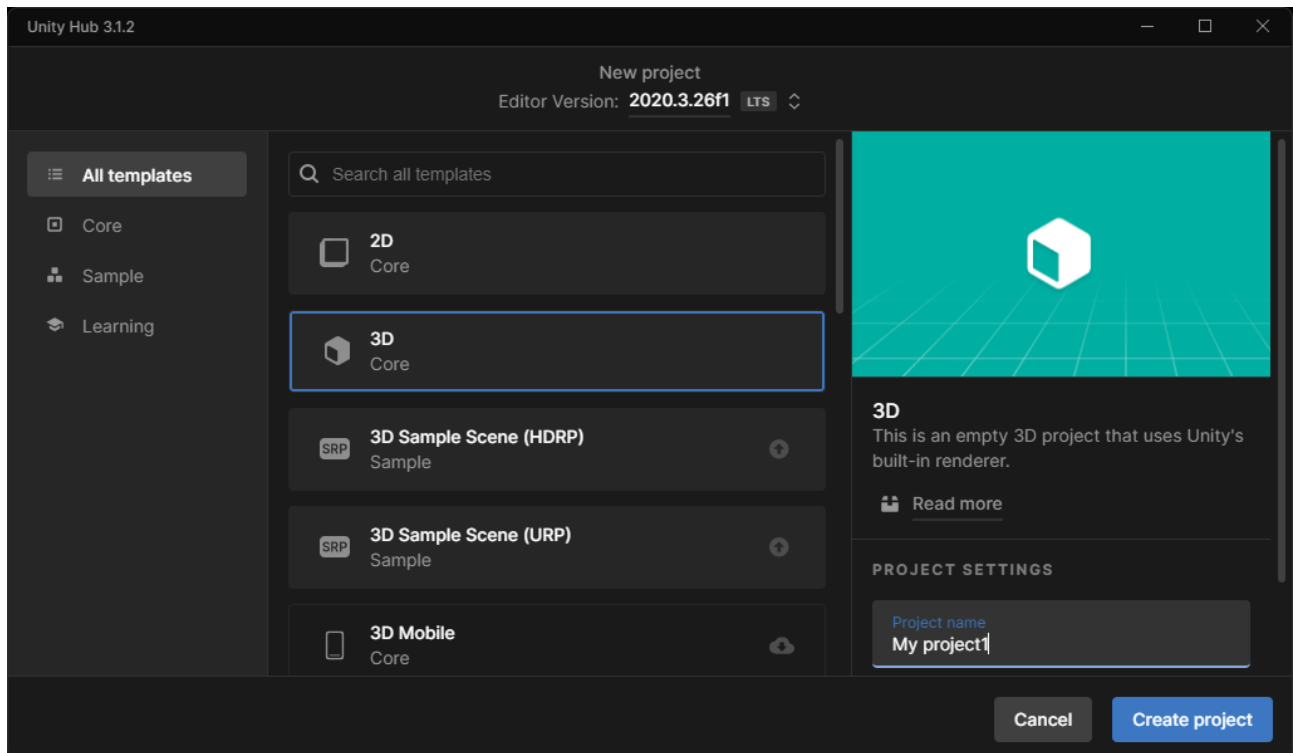 Unity Hub 3.1.2
New project
Editor Version: 2020.3.26f1 LTS
All templates
Core
Sample
Learning
Search all templates
2D
Core
3D
Core
SRP
3D Sample Scene (HDRP)
Sample
SRP
3D Sample Scene (URP)
Sample
3D Mobile
Core
3D
This is an empty 3D project that uses Unity's
built-in renderer.
Read more
PROJECT SETTINGS
Project name
My project1
Cancel
Create project